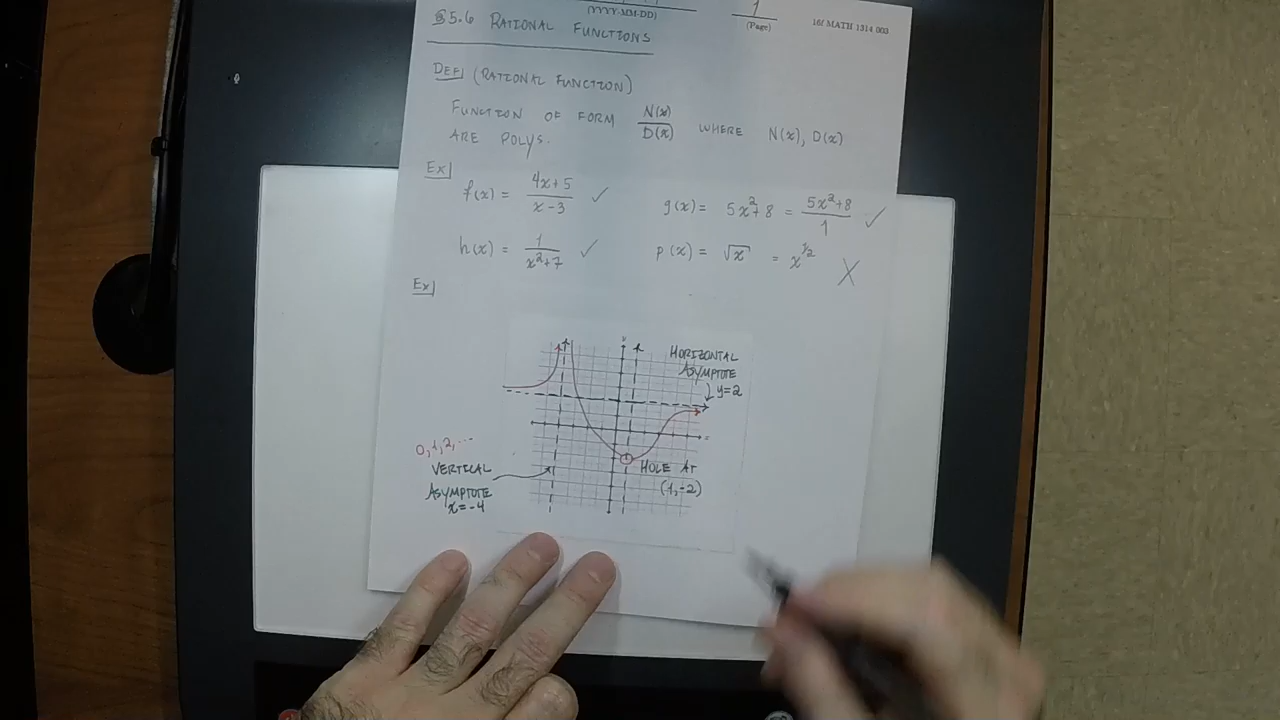 (YYYY-MM-DD)
1
(Page)
16f MATH 1314 003
§5.6 RATIONAL FUNCTIONS
DEF] (RATIONAL FUNCTION)
FUNCTION OF FORM N(x)/D(x) WHERE N(x), D(x)
ARE POLYS.
Ex]
f(x) = (4x+5)/(x-3) ✓
g(x) = 5x²+8 = (5x²+8)/1 ✓
h(x) = 1/(x²+7) ✓
p(x) = √x = x^(1/2) X
Ex]
HORIZONTAL
ASYMPTOTE
y=2
0,1,2,...
VERTICAL
ASYMPTOTE
x=-4
HOLE AT
(1,-2)